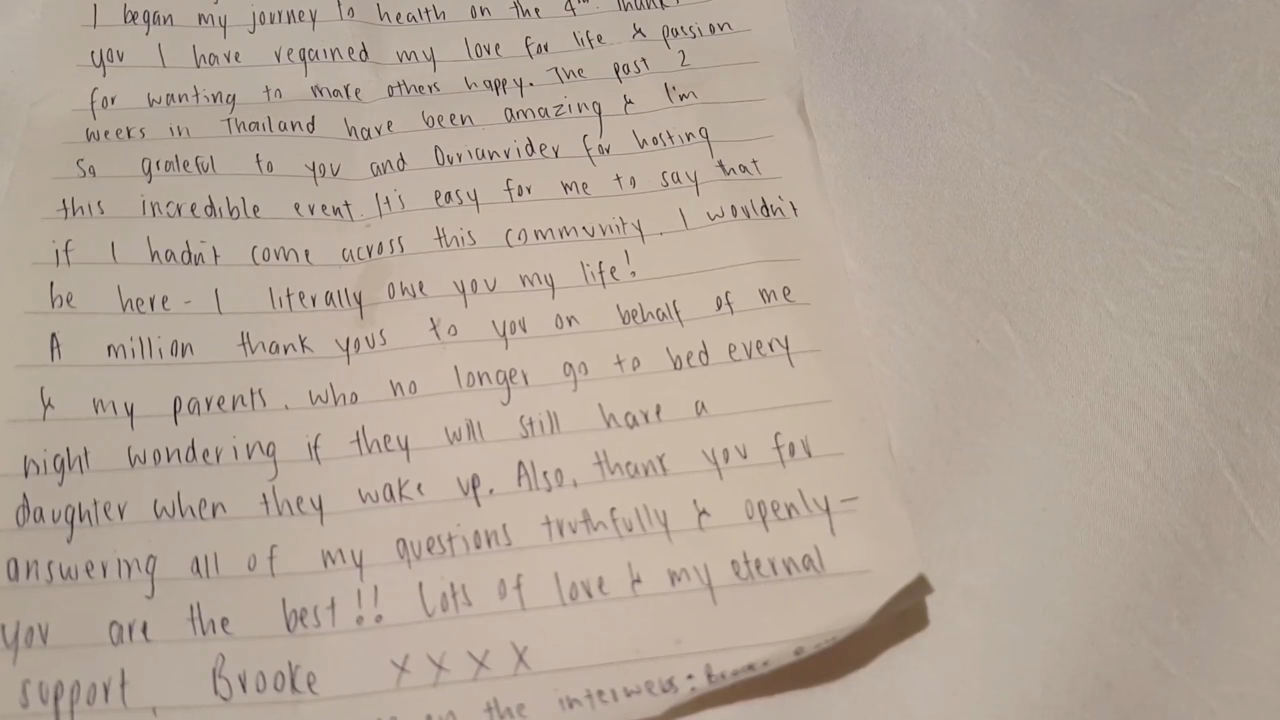 I began my journey to health on the 4th. Thank
you I have regained my love for life & passion
for wanting to make others happy. The past 2
weeks in Thailand have been amazing & I'm
so grateful to you and Durianrider for hosting
this incredible event. It's easy for me to say that
if I hadn't come across this community. I wouldn't
be here - I literally owe you my life!
A million thank yous to you on behalf of me
& my parents. who no longer go to bed every
night wondering if they will still have a
daughter when they wake up. Also, thank you for
answering all of my questions truthfully & openly -
you are the best!! Lots of love & my eternal
support, Brooke XXXX
on the interwebs: